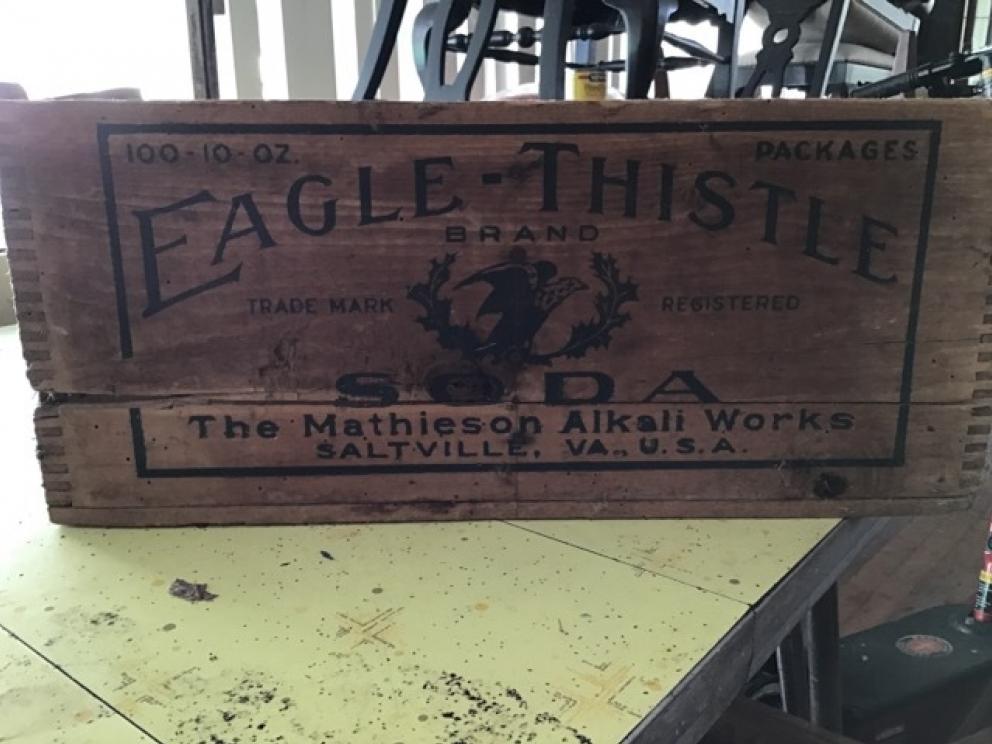 100-10-OZ. PACKAGES
EAGLE-THISTLE
BRAND
TRADE MARK REGISTERED
SODA
The Mathieson Alkali Works
SALTVILLE, VA., U.S.A.